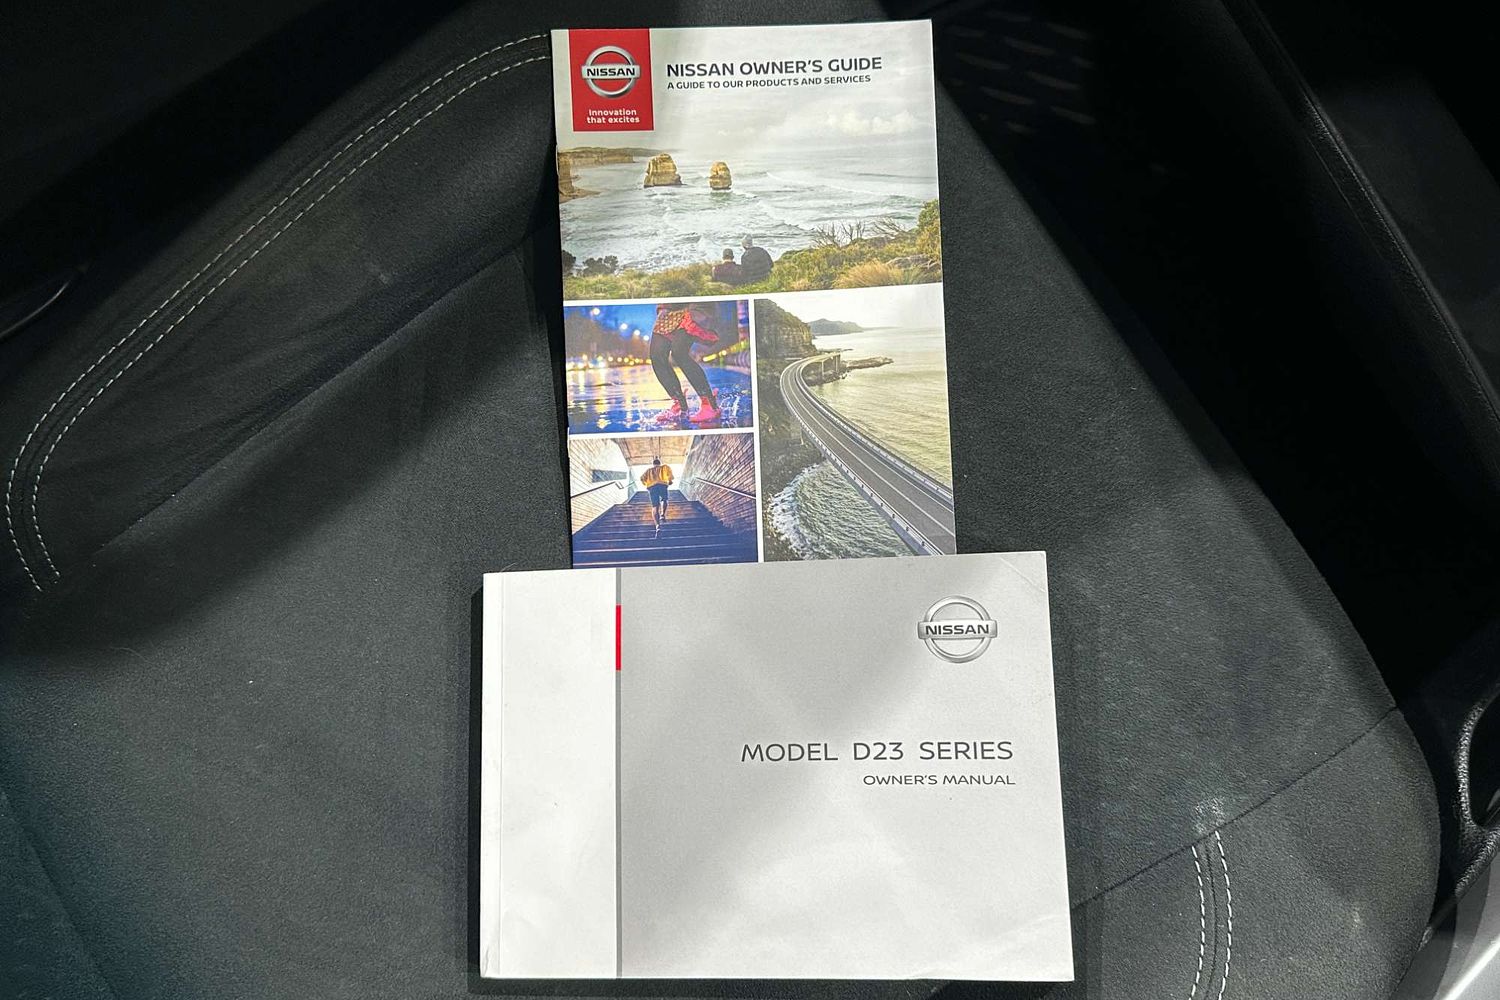 NISSAN
Innovation
that excites
NISSAN OWNER'S GUIDE
A GUIDE TO OUR PRODUCTS AND SERVICES
NISSAN
MODEL D23 SERIES
OWNER'S MANUAL